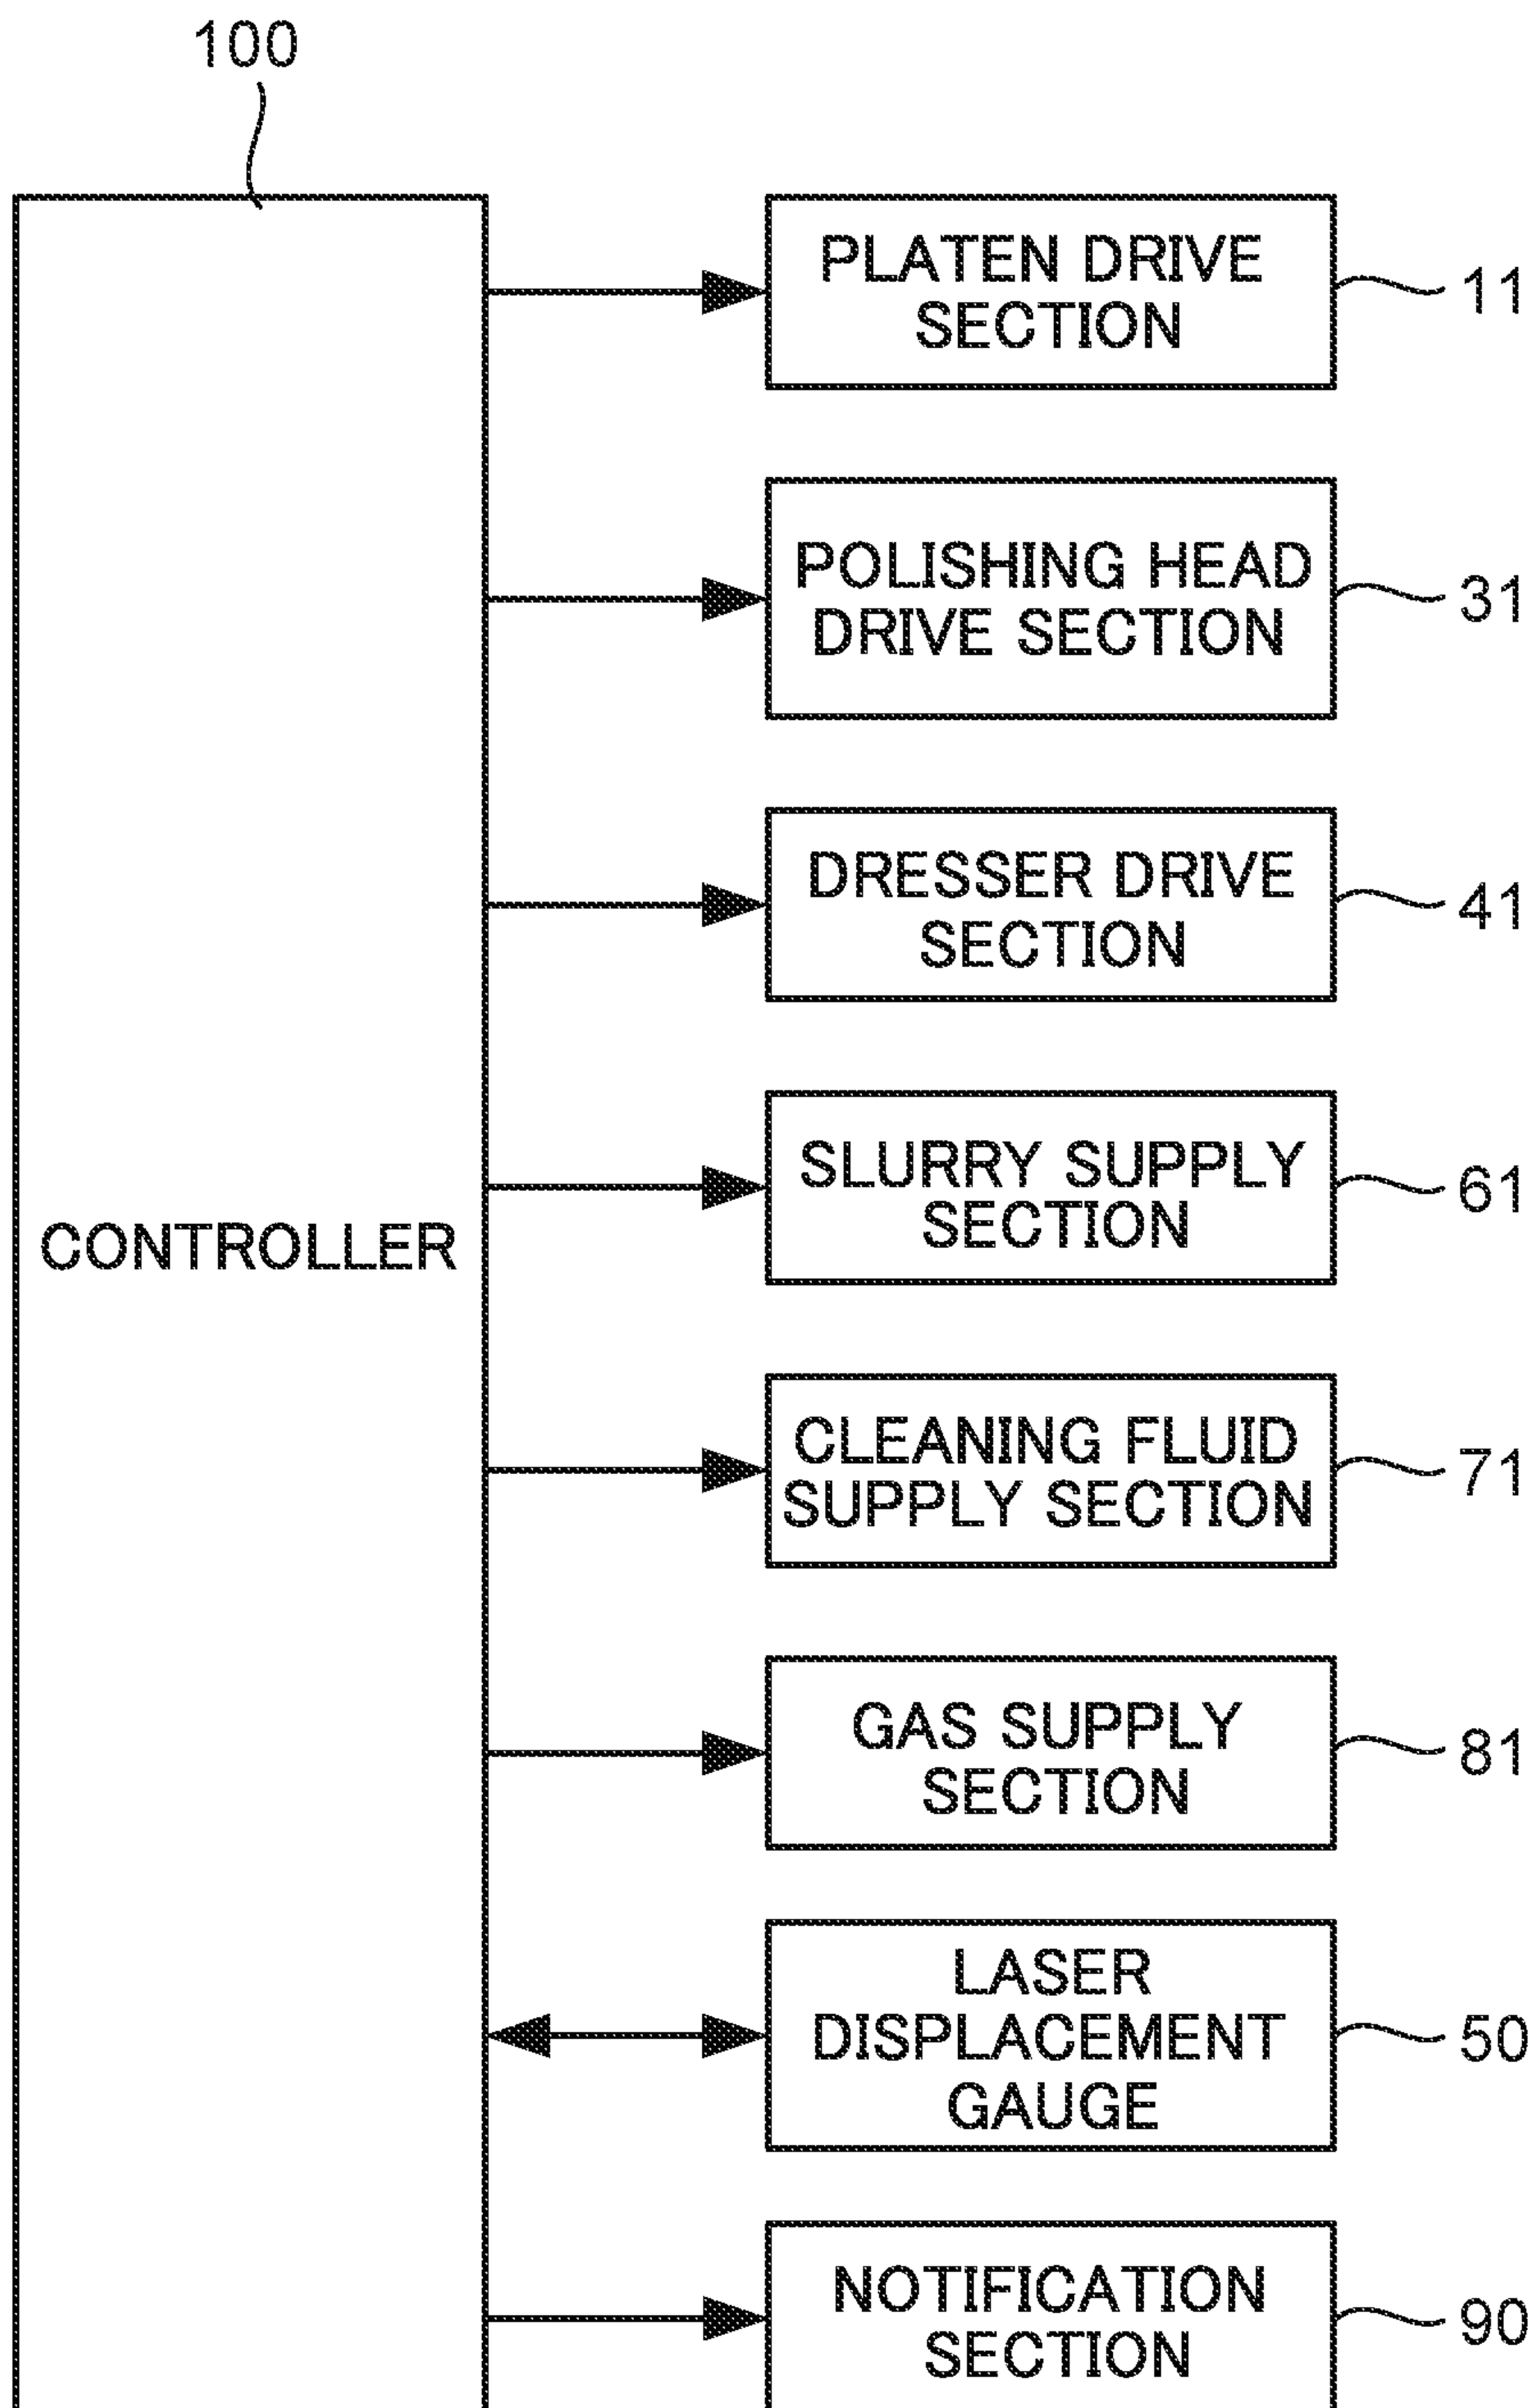 100
PLATEN DRIVE
SECTION
11
POLISHING HEAD
DRIVE SECTION
31
DRESSER DRIVE
SECTION
41
SLURRY SUPPLY
SECTION
61
CONTROLLER
CLEANING FLUID
SUPPLY SECTION
71
GAS SUPPLY
SECTION
81
LASER
DISPLACEMENT
GAUGE
50
NOTIFICATION
SECTION
90